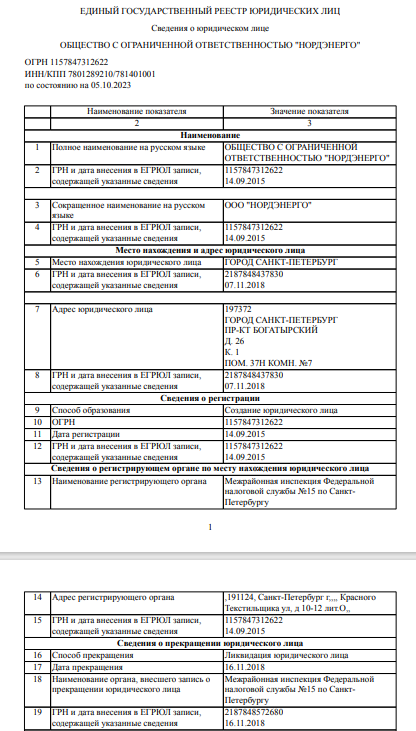 ЕДИНЫЙ ГОСУДАРСТВЕННЫЙ РЕЕСТР ЮРИДИЧЕСКИХ ЛИЦ
Сведения о юридическом лице
ОБЩЕСТВО С ОГРАНИЧЕННОЙ ОТВЕТСТВЕННОСТЬЮ "НОРДЭНЕРГО"
ОГРН 1157847312622
ИНН/КПП 7801289210/781401001
по состоянию на 05.10.2023
Наименование показателя Значение показателя
2 3
Наименование
1 Полное наименование на русском языке ОБЩЕСТВО С ОГРАНИЧЕННОЙ
ОТВЕТСТВЕННОСТЬЮ "НОРДЭНЕРГО"
2 ГРН и дата внесения в ЕГРЮЛ записи, 1157847312622
содержащей указанные сведения 14.09.2015
3 Сокращенное наименование на русском ООО "НОРДЭНЕРГО"
языке
4 ГРН и дата внесения в ЕГРЮЛ записи, 1157847312622
содержащей указанные сведения 14.09.2015
Место нахождения и адрес юридического лица
5 Место нахождения юридического лица ГОРОД САНКТ-ПЕТЕРБУРГ
6 ГРН и дата внесения в ЕГРЮЛ записи, 2187848437830
содержащей указанные сведения 07.11.2018
7 Адрес юридического лица 197372
ГОРОД САНКТ-ПЕТЕРБУРГ
ПР-КТ БОГАТЫРСКИЙ
Д. 26
К. 1
ПОМ. 37Н КОМН. №7
8 ГРН и дата внесения в ЕГРЮЛ записи, 2187848437830
содержащей указанные сведения 07.11.2018
Сведения о регистрации
9 Способ образования Создание юридического лица
10 ОГРН 1157847312622
11 Дата регистрации 14.09.2015
12 ГРН и дата внесения в ЕГРЮЛ записи, 1157847312622
содержащей указанные сведения 14.09.2015
Сведения о регистрирующем органе по месту нахождения юридического лица
13 Наименование регистрирующего органа Межрайонная инспекция Федеральной
налоговой службы №15 по Санкт-
Петербургу
1
14 Адрес регистрирующего органа ,191124, Санкт-Петербург г,,,, Красного
Текстильщика ул, д 10-12 лит.О,,
15 ГРН и дата внесения в ЕГРЮЛ записи, 1157847312622
содержащей указанные сведения 14.09.2015
Сведения о прекращении юридического лица
16 Способ прекращения Ликвидация юридического лица
17 Дата прекращения 16.11.2018
18 Наименование органа, внесшего запись о Межрайонная инспекция Федеральной
прекращении юридического лица налоговой службы №15 по Санкт-
Петербургу
19 ГРН и дата внесения в ЕГРЮЛ записи, 2187848572680
содержащей указанные сведения 16.11.2018